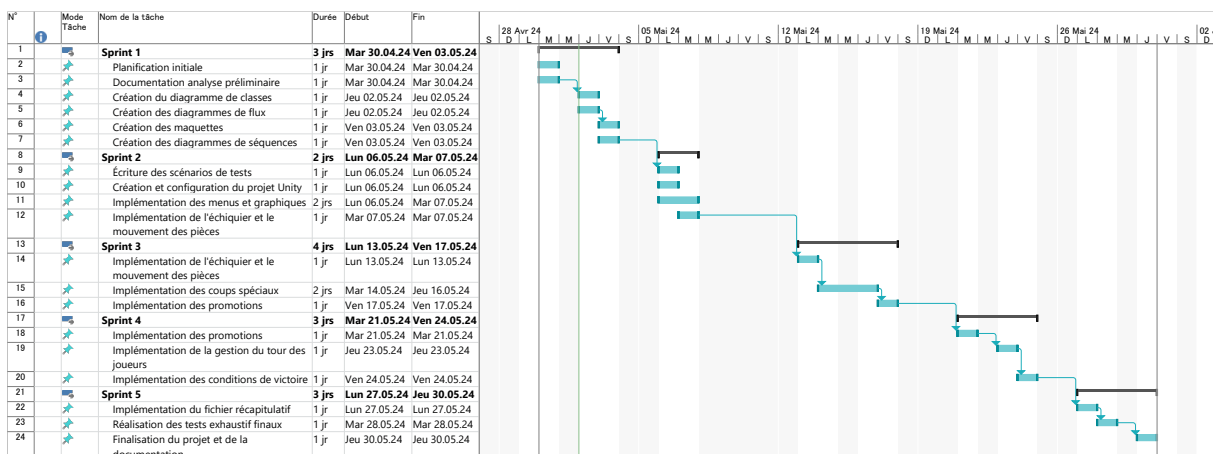 N° Mode Tâche Nom de la tâche Durée Début Fin
28 Avr 24 05 Mai 24 12 Mai 24 19 Mai 24 26 Mai 24 02
S D L M M J V S D L M M J V S D L M M J V S D L M M J V S D L M M J V S D
1 Sprint 1 3 jrs Mar 30.04.24 Ven 03.05.24
2 Planification initiale 1 jr Mar 30.04.24 Mar 30.04.24
3 Documentation analyse préliminaire 1 jr Mar 30.04.24 Mar 30.04.24
4 Création du diagramme de classes 1 jr Jeu 02.05.24 Jeu 02.05.24
5 Création des diagrammes de flux 1 jr Jeu 02.05.24 Jeu 02.05.24
6 Création des maquettes 1 jr Ven 03.05.24 Ven 03.05.24
7 Création des diagrammes de séquences 1 jr Ven 03.05.24 Ven 03.05.24
8 Sprint 2 2 jrs Lun 06.05.24 Mar 07.05.24
9 Écriture des scénarios de tests 1 jr Lun 06.05.24 Lun 06.05.24
10 Création et configuration du projet Unity 1 jr Lun 06.05.24 Lun 06.05.24
11 Implémentation des menus et graphiques 2 jrs Lun 06.05.24 Mar 07.05.24
12 Implémentation de l'échiquier et le 1 jr Mar 07.05.24 Mar 07.05.24
mouvement des pièces
13 Sprint 3 4 jrs Lun 13.05.24 Ven 17.05.24
14 Implémentation de l'échiquier et le 1 jr Lun 13.05.24 Lun 13.05.24
mouvement des pièces
15 Implémentation des coups spéciaux 2 jrs Mar 14.05.24 Jeu 16.05.24
16 Implémentation des promotions 1 jr Ven 17.05.24 Ven 17.05.24
17 Sprint 4 3 jrs Mar 21.05.24 Ven 24.05.24
18 Implémentation des promotions 1 jr Mar 21.05.24 Mar 21.05.24
19 Implémentation de la gestion du tour des 1 jr Jeu 23.05.24 Jeu 23.05.24
joueurs
20 Implémentation des conditions de victoire 1 jr Ven 24.05.24 Ven 24.05.24
21 Sprint 5 3 jrs Lun 27.05.24 Jeu 30.05.24
22 Implémentation du fichier récapitulatif 1 jr Lun 27.05.24 Lun 27.05.24
23 Réalisation des tests exhaustif finaux 1 jr Mar 28.05.24 Mar 28.05.24
24 Finalisation du projet et de la 1 jr Jeu 30.05.24 Jeu 30.05.24
documentation